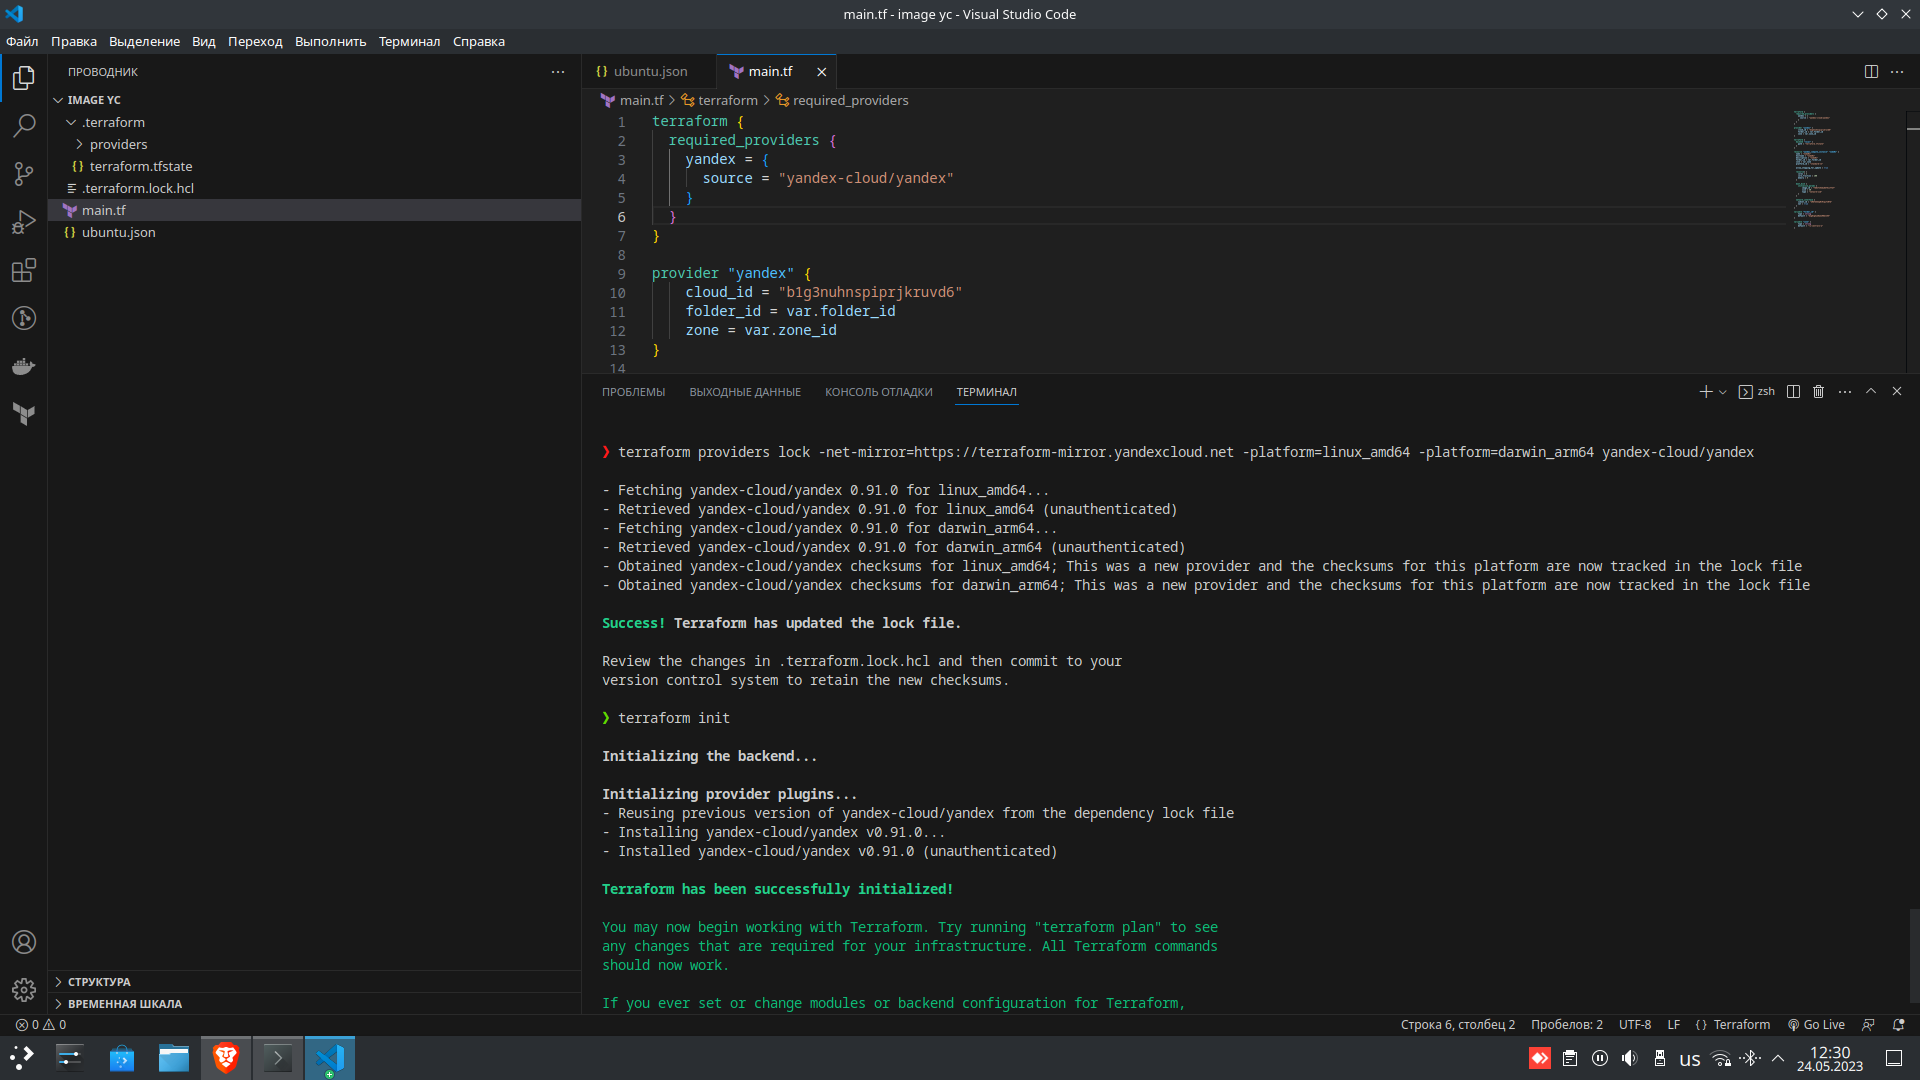 main.tf - image yc - Visual Studio Code
Файл Правка Выделение Вид Переход Выполнить Терминал Справка
ПРОВОДНИК
IMAGE YC
.terraform
providers
terraform.tfstate
.terraform.lock.hcl
main.tf
ubuntu.json
СТРУКТУРА
ВРЕМЕННАЯ ШКАЛА
ubuntu.json main.tf
main.tf > terraform > required_providers
1 terraform {
2 required_providers {
3 yandex = {
4 source = "yandex-cloud/yandex"
5 }
6 }
7 }
8
9 provider "yandex" {
10 cloud_id = "b1g3nuhnspiprjkruvd6"
11 folder_id = var.folder_id
12 zone = var.zone_id
13 }
14
ПРОБЛЕМЫ ВЫХОДНЫЕ ДАННЫЕ КОНСОЛЬ ОТЛАДКИ ТЕРМИНАЛ zsh
❯ terraform providers lock -net-mirror=https://terraform-mirror.yandexcloud.net -platform=linux_amd64 -platform=darwin_arm64 yandex-cloud/yandex
- Fetching yandex-cloud/yandex 0.91.0 for linux_amd64...
- Retrieved yandex-cloud/yandex 0.91.0 for linux_amd64 (unauthenticated)
- Fetching yandex-cloud/yandex 0.91.0 for darwin_arm64...
- Retrieved yandex-cloud/yandex 0.91.0 for darwin_arm64 (unauthenticated)
- Obtained yandex-cloud/yandex checksums for linux_amd64; This was a new provider and the checksums for this platform are now tracked in the lock file
- Obtained yandex-cloud/yandex checksums for darwin_arm64; This was a new provider and the checksums for this platform are now tracked in the lock file
Success! Terraform has updated the lock file.
Review the changes in .terraform.lock.hcl and then commit to your
version control system to retain the new checksums.
❯ terraform init
Initializing the backend...
Initializing provider plugins...
- Reusing previous version of yandex-cloud/yandex from the dependency lock file
- Installing yandex-cloud/yandex v0.91.0...
- Installed yandex-cloud/yandex v0.91.0 (unauthenticated)
Terraform has been successfully initialized!
You may now begin working with Terraform. Try running "terraform plan" to see
any changes that are required for your infrastructure. All Terraform commands
should now work.
If you ever set or change modules or backend configuration for Terraform,
0 0 Строка 6, столбец 2 Пробелов: 2 UTF-8 LF {} Terraform Go Live
us 12:30
24.05.2023